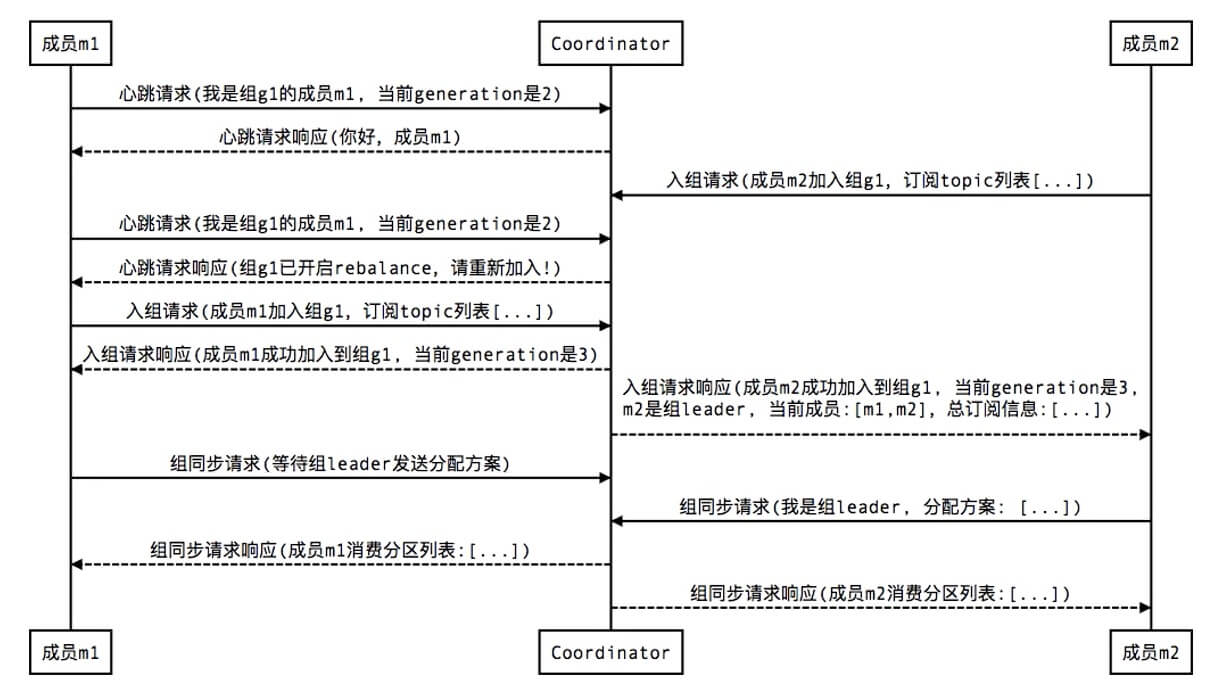 成员m1
Coordinator
成员m2
心跳请求(我是组g1的成员m1, 当前generation是2)
心跳请求响应(你好, 成员m1)
入组请求(成员m2加入组g1, 订阅topic列表[...])
心跳请求(我是组g1的成员m1, 当前generation是2)
心跳请求响应(组g1已开启rebalance, 请重新加入!)
入组请求(成员m1加入组g1, 订阅topic列表[...])
入组请求响应(成员m1成功加入到组g1, 当前generation是3)
入组请求响应(成员m2成功加入到组g1, 当前generation是3,
m2是组leader, 当前成员:[m1,m2], 总订阅信息:[...])
组同步请求(等待组leader发送分配方案)
组同步请求(我是组leader, 分配方案: [...])
组同步请求响应(成员m1消费分区列表:[...])
组同步请求响应(成员m2消费分区列表:[...])
成员m1
Coordinator
成员m2